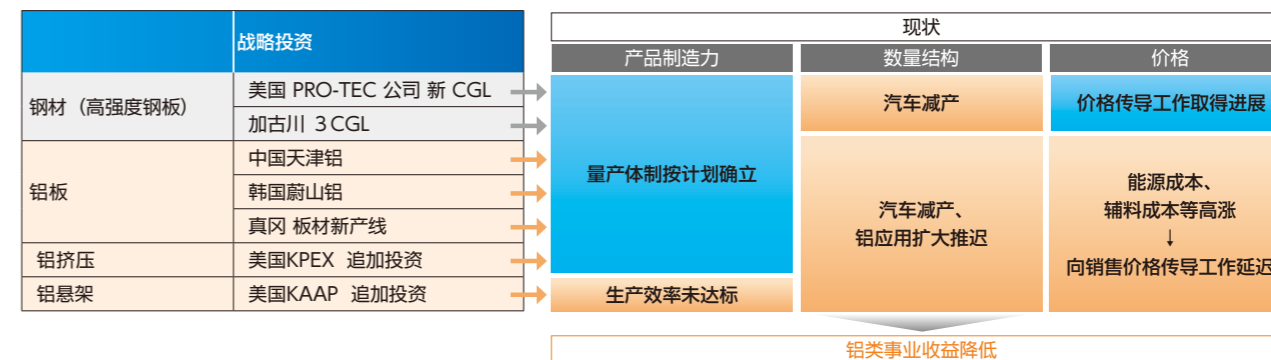 战略投资
钢材（高强度钢板）
美国 PRO-TEC 公司 新 CGL
加古川 3CGL
铝板
中国天津铝
韩国蔚山铝
真冈 板材新产线
铝挤压
美国KPEX 追加投资
铝悬架
美国KAAP 追加投资
现状
产品制造力
数量结构
价格
量产体制按计划确立
生产效率未达标
汽车减产
汽车减产、
铝应用扩大推迟
价格传导工作取得进展
能源成本、
辅料成本等高涨
↓
向销售价格传导工作延迟
铝类事业收益降低